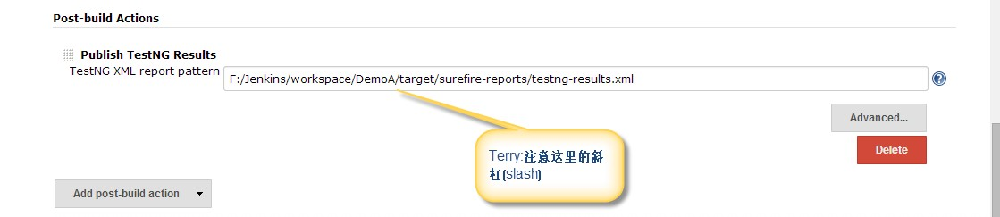 Post-build Actions
Publish TestNG Results
TestNG XML report pattern
F:/Jenkins/workspace/DemoA/target/surefire-reports/testng-results.xml
Advanced...
Delete
Terry:注意这里的斜
杠(slash)
Add post-build action